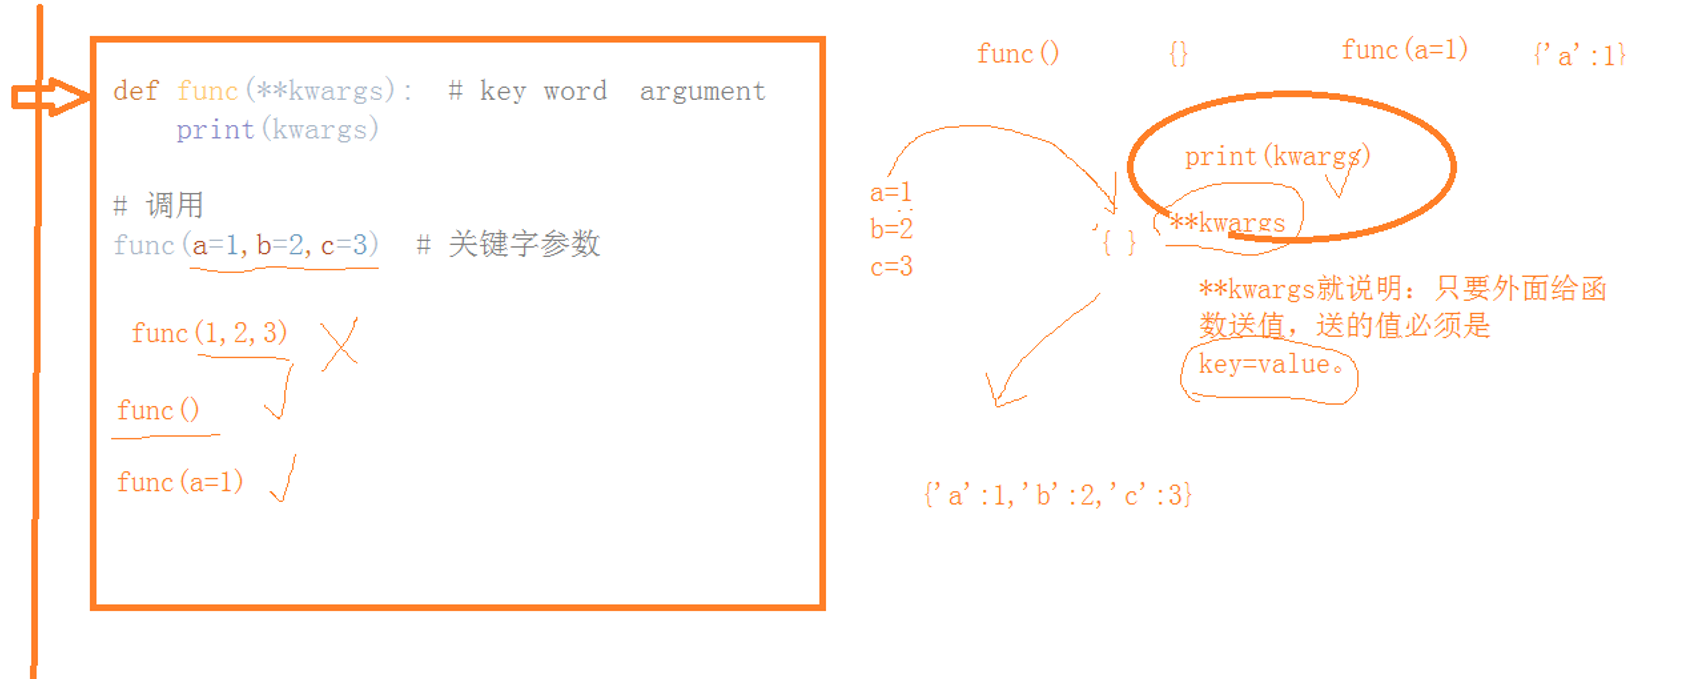 def func(**kwargs):  # key word  argument
    print(kwargs)
# 调用
func(a=1,b=2,c=3)  # 关键字参数
func(1,2,3)
func()
func(a=1)
func()  {}  func(a=1)  {'a':1}
print(kwargs)
a=1
b=2
c=3
'{ }
**kwargs
**kwargs就说明：只要外面给函
数送值，送的值必须是
key=value。
{'a':1,'b':2,'c':3}